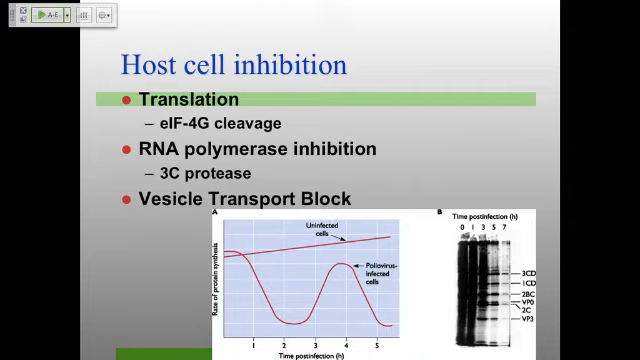 A-E
Host cell inhibition
Translation
– eIF-4G cleavage
RNA polymerase inhibition
– 3C protease
Vesicle Transport Block
A
Uninfected
cells
Poliovirus-
infected
cells
Rate of protein synthesis
1 2 3 4 5
Time postinfection (h)
B
Time postinfection (h)
0 1 3 5 7
3CD
1CD
2BC
VP0
2C
VP3